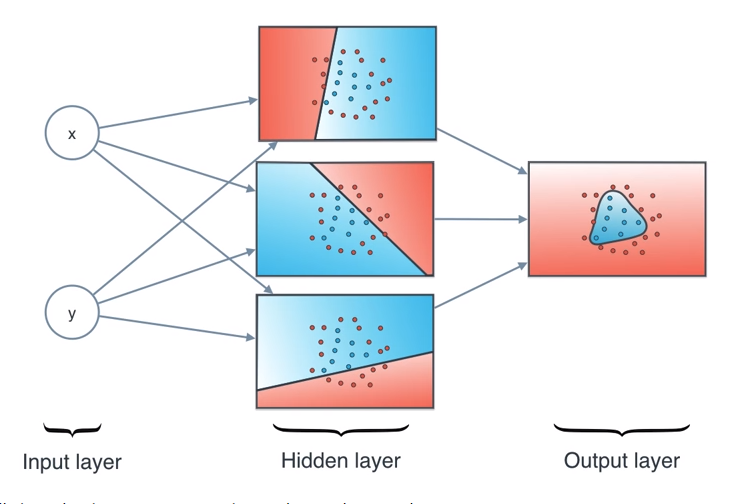 x
y
Input layer
Hidden layer
Output layer